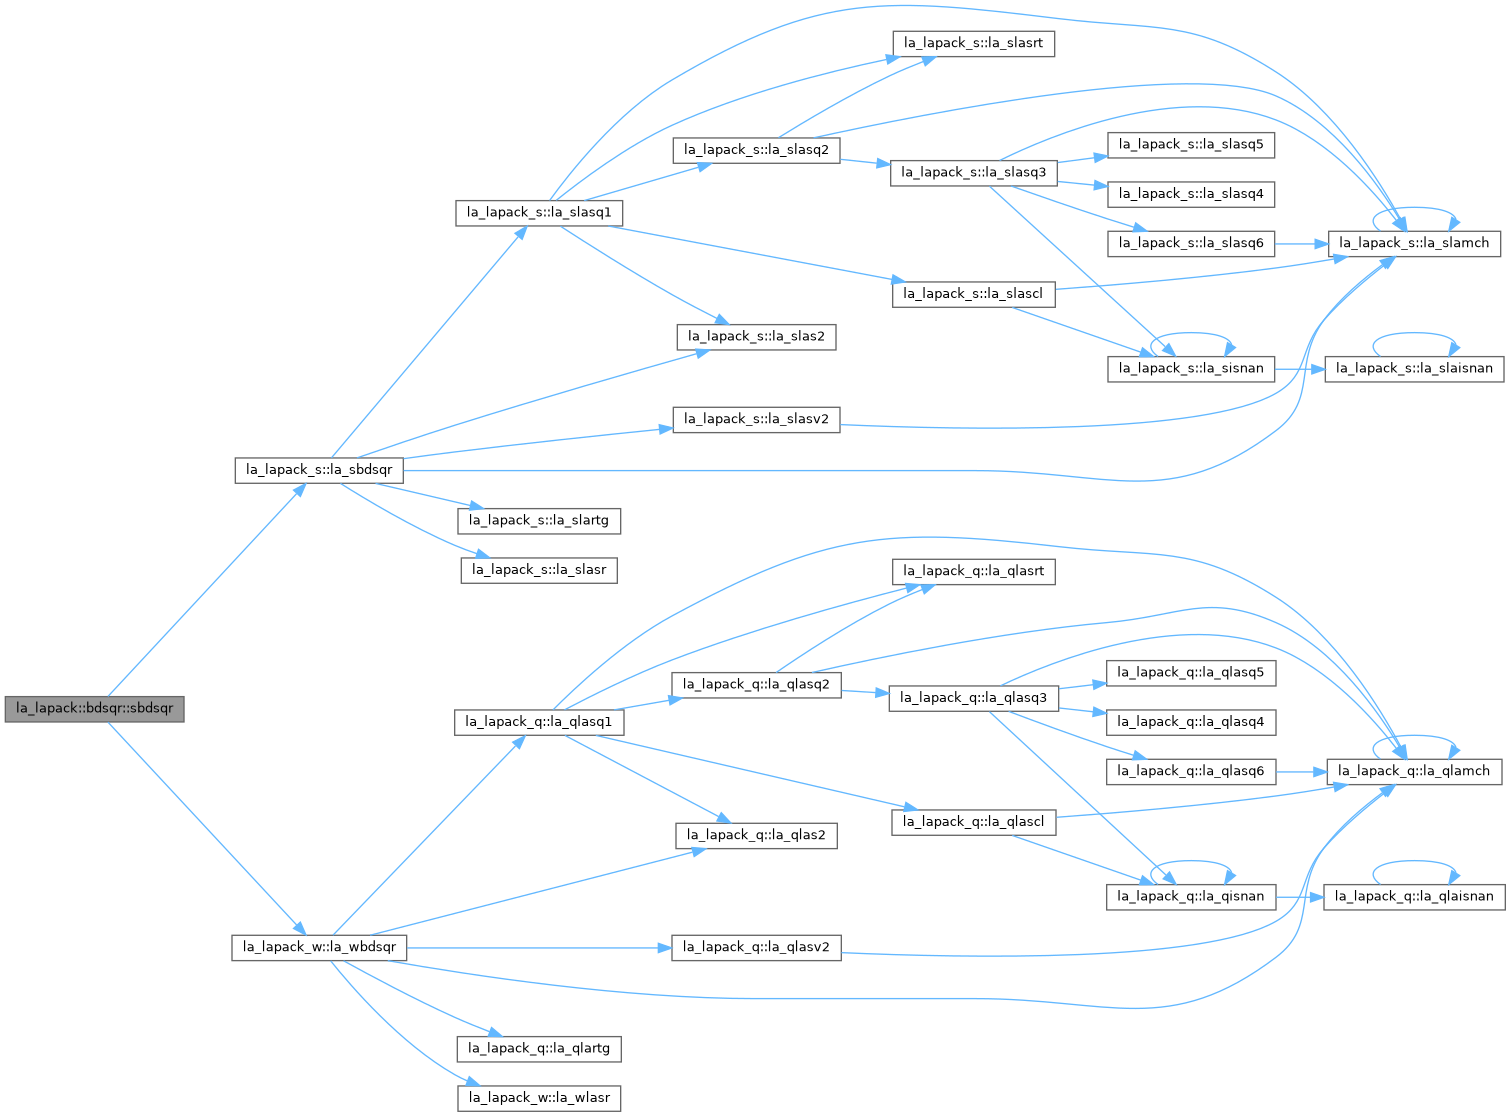 la_lapack_s::la_slasrt
la_lapack_s::la_slasq2
la_lapack_s::la_slasq5
la_lapack_s::la_slasq3
la_lapack_s::la_slasq4
la_lapack_s::la_slasq1
la_lapack_s::la_slasq6
la_lapack_s::la_slamch
la_lapack_s::la_slascl
la_lapack_s::la_slas2
la_lapack_s::la_sisnan
la_lapack_s::la_slaisnan
la_lapack_s::la_slasv2
la_lapack_s::la_sbdsqr
la_lapack_s::la_slartg
la_lapack_s::la_slasr
la_lapack_q::la_qlasrt
la_lapack_q::la_qlasq5
la_lapack_q::la_qlasq2
la_lapack_q::la_qlasq3
la_lapack::bdsqr::sbdsqr
la_lapack_q::la_qlasq1
la_lapack_q::la_qlasq4
la_lapack_q::la_qlasq6
la_lapack_q::la_qlamch
la_lapack_q::la_qlascl
la_lapack_q::la_qlas2
la_lapack_q::la_qisnan
la_lapack_q::la_qlaisnan
la_lapack_w::la_wbdsqr
la_lapack_q::la_qlasv2
la_lapack_q::la_qlartg
la_lapack_w::la_wlasr